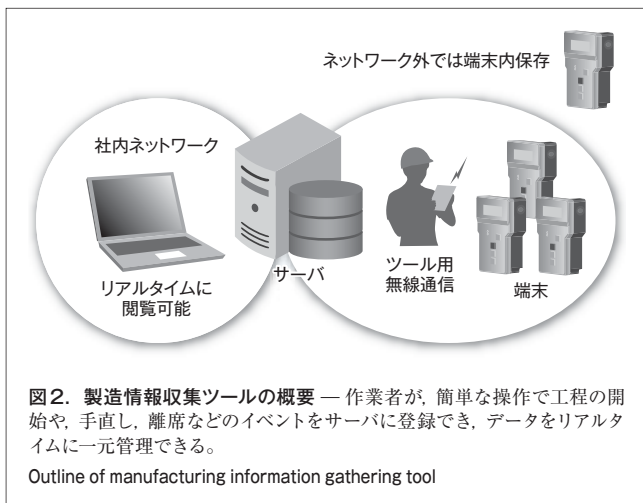 ネットワーク外では端末内保存
社内ネットワーク
リアルタイムに
閲覧可能
サーバ
ツール用
無線通信
端末
図2. 製造情報収集ツールの概要 — 作業者が,簡単な操作で工程の開
始や,手直し,離席などのイベントをサーバに登録でき,データをリアルタ
イムに一元管理できる。
Outline of manufacturing information gathering tool